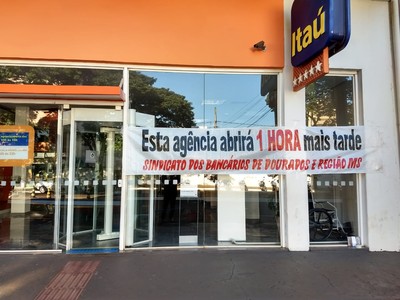 Itaú
Esta agência abrirá 1 HORA mais tarde
SINDICATO DOS BANCÁRIOS DE DOURADOS E REGIÃO MS